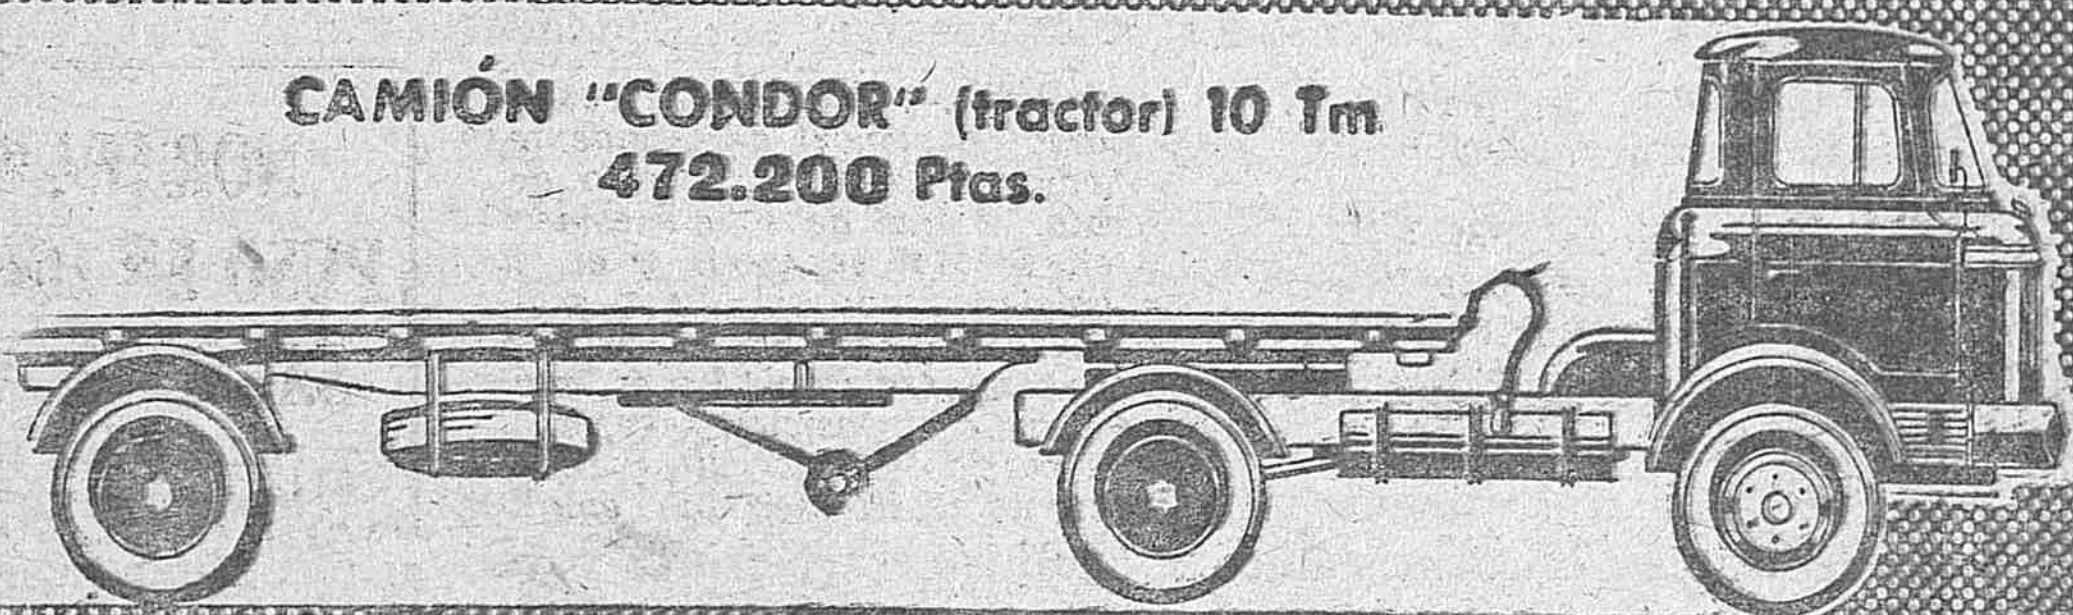 CAMIÓN "CONDOR" (tractor) 10 Tm.
472.200 Ptas.